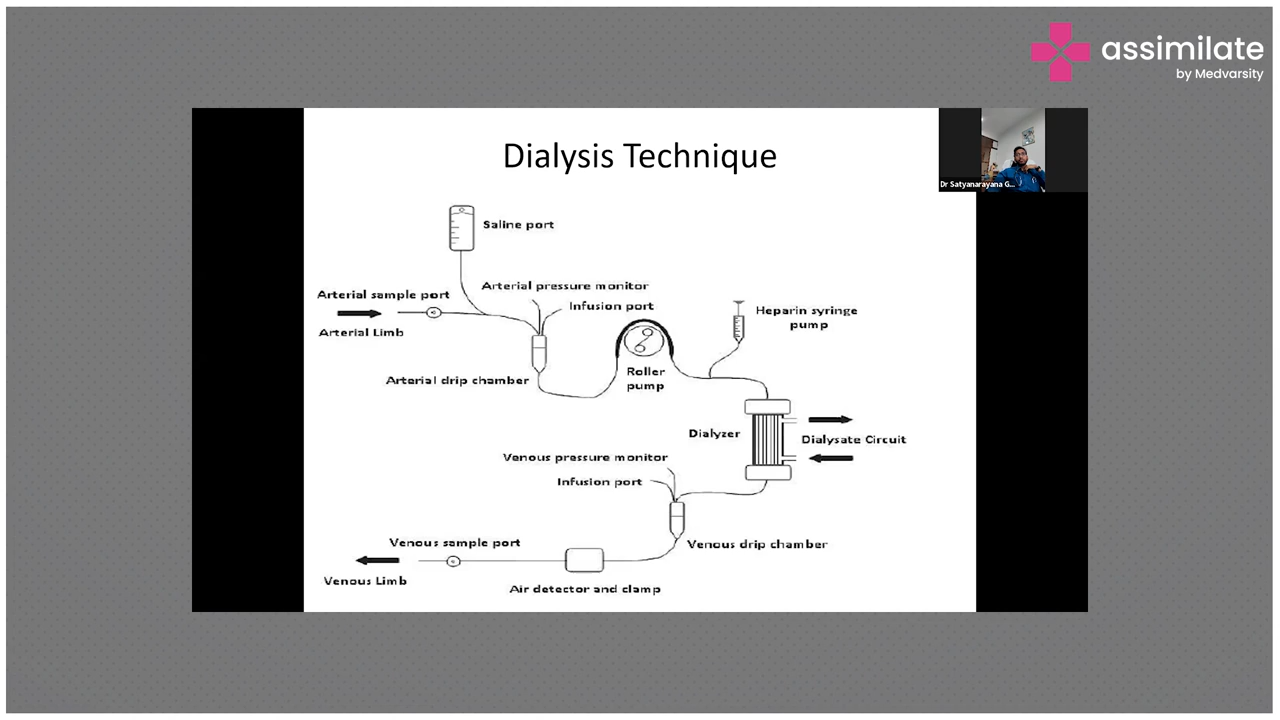 assimilate
by Medvarsity
Dialysis Technique
Dr Satyanarayana G...
Saline port
Arterial pressure monitor
Arterial sample port
Infusion port
Heparin syringe
pump
Arterial Limb
Roller
pump
Arterial drip chamber
Dialyzer
Dialysate Circuit
Venous pressure monitor
Infusion port
Venous sample port
Venous drip chamber
Venous Limb
Air detector and clamp